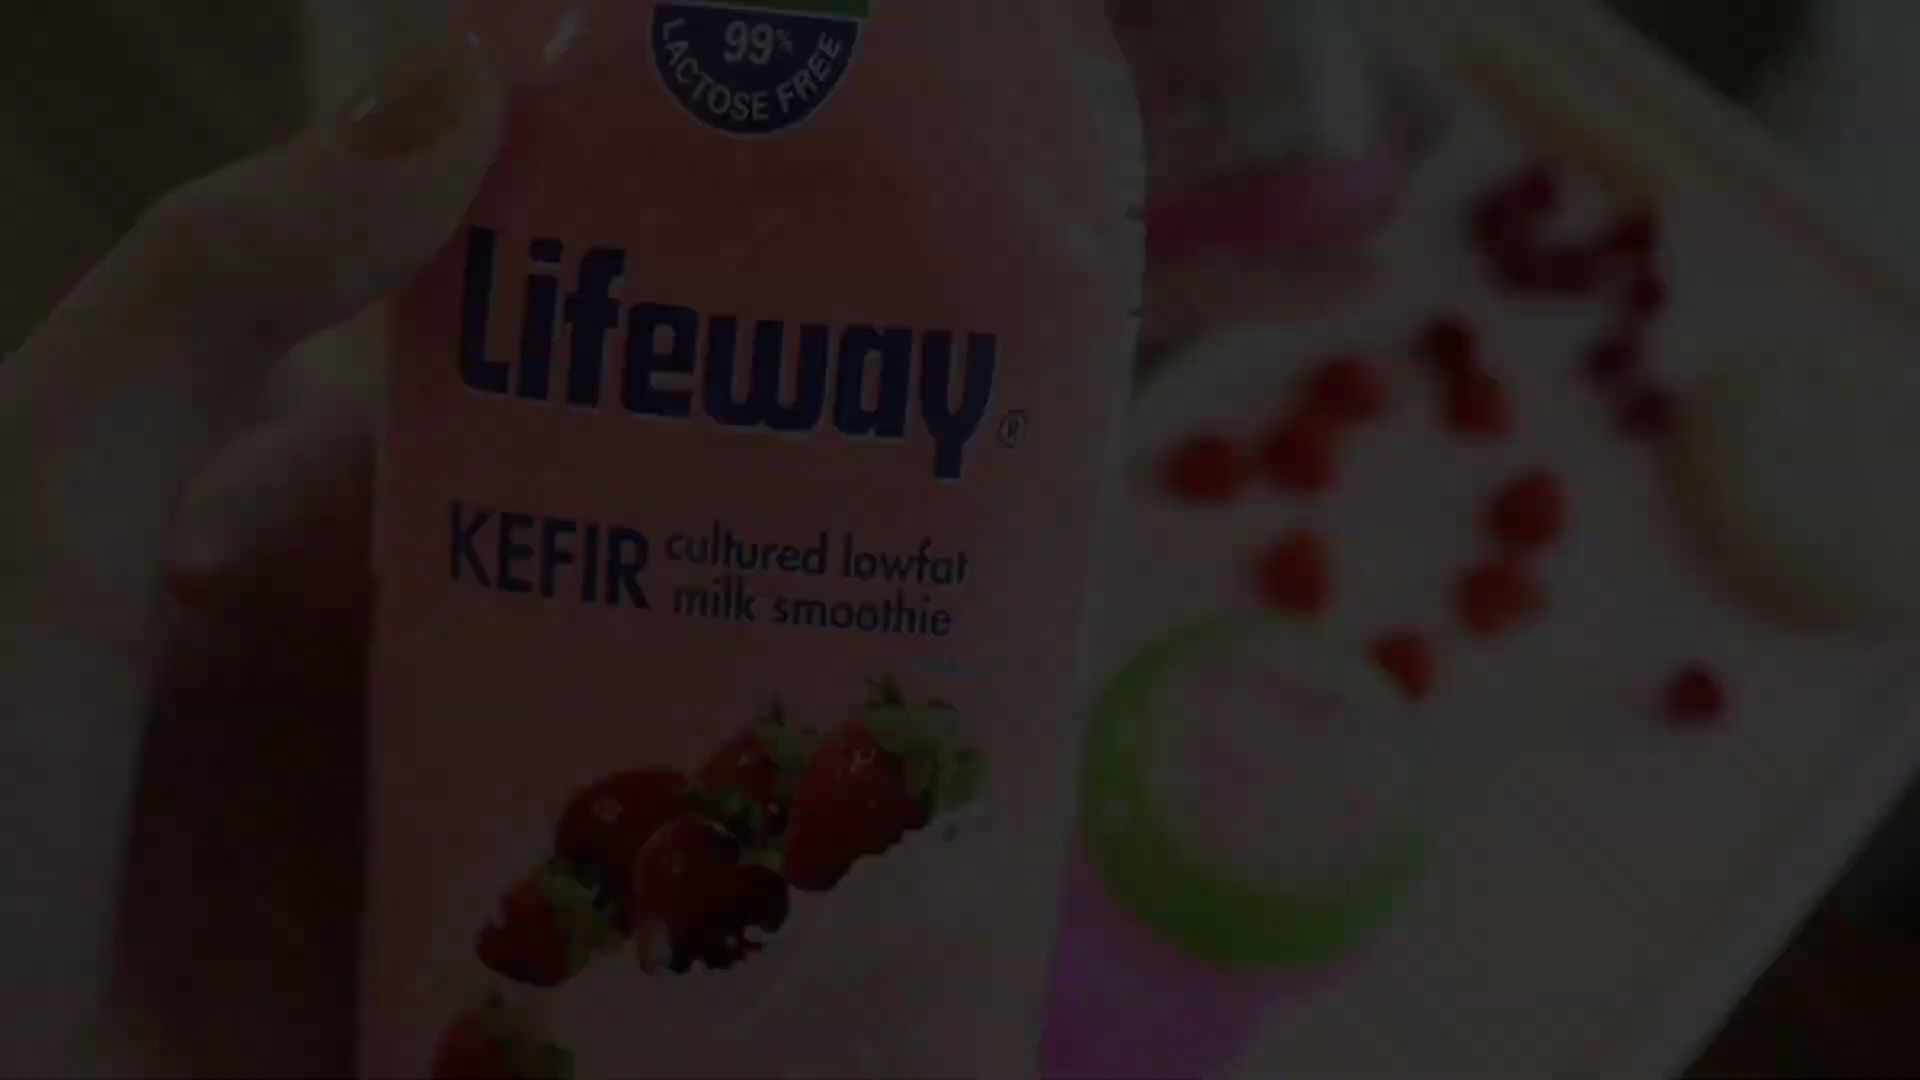 99%
LACTOSE FREE
Lifeway®
KEFIR cultured lowfat
milk smoothie